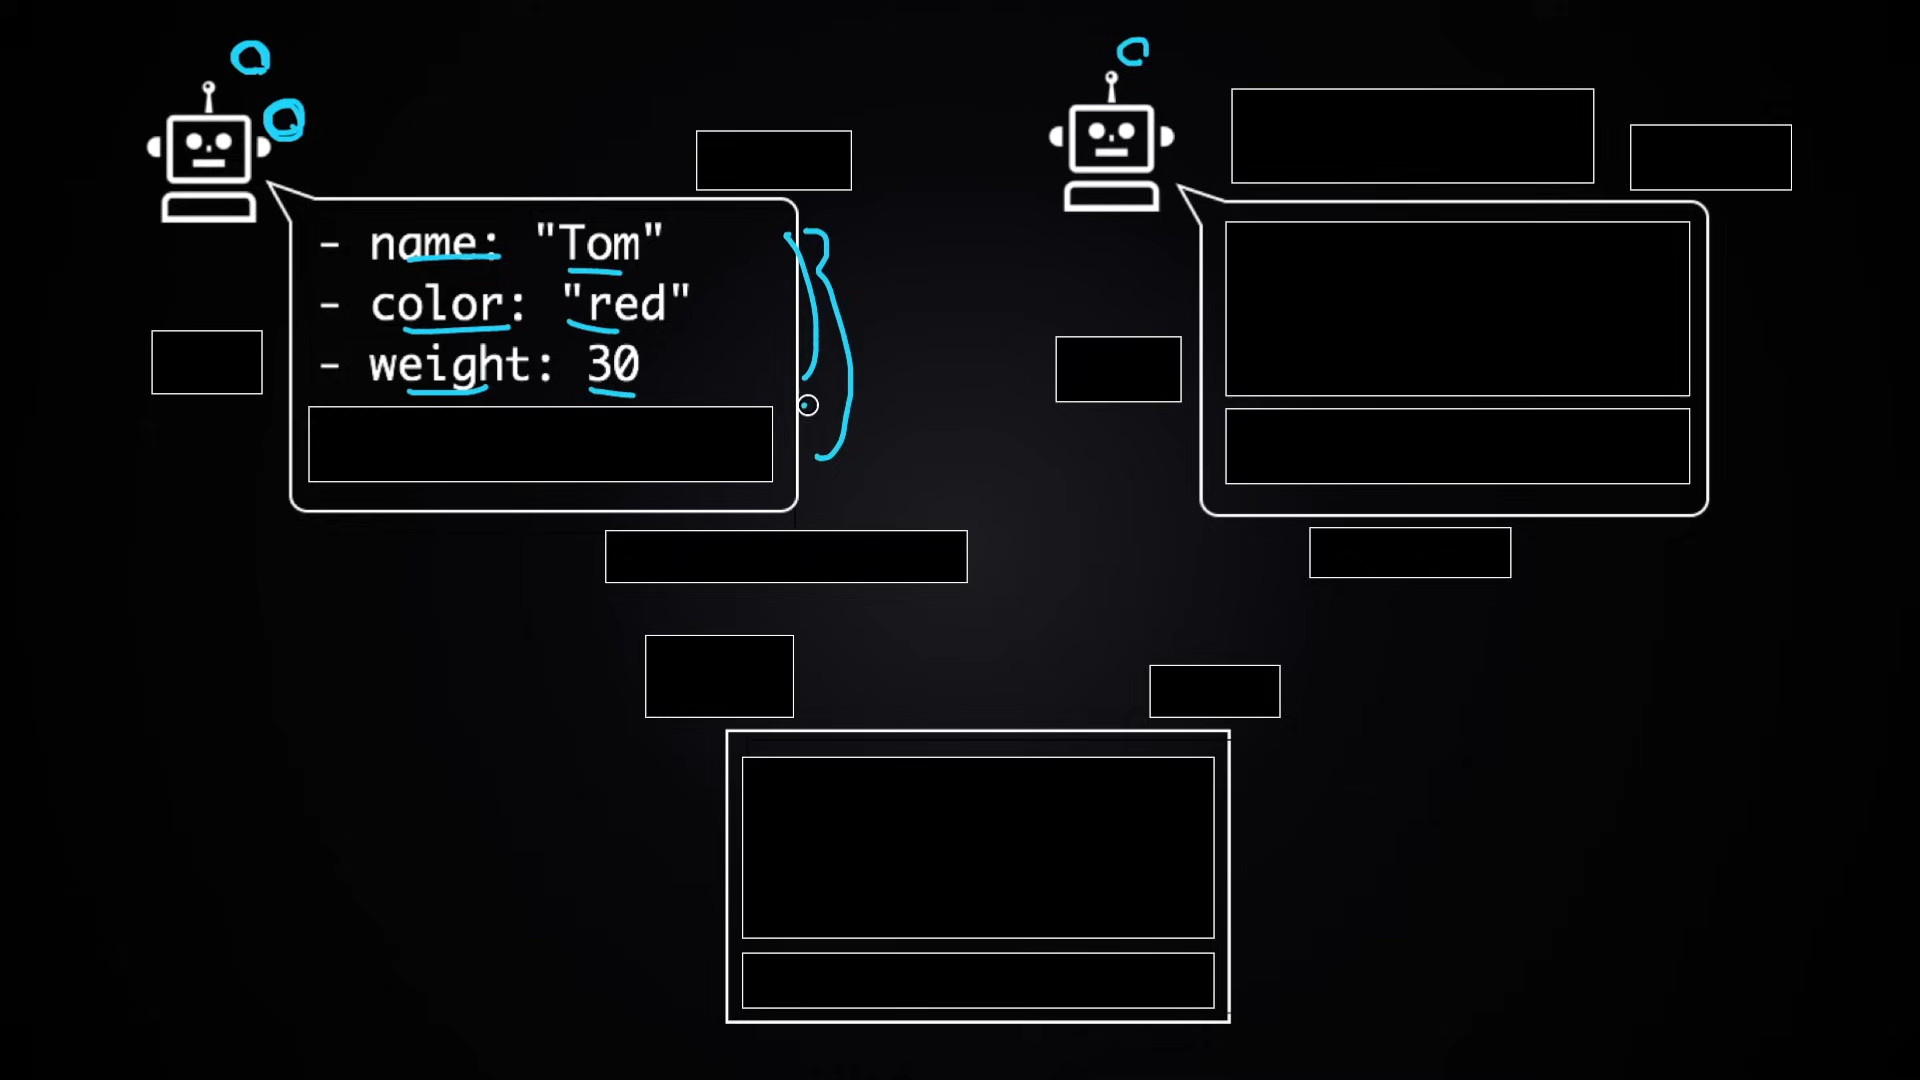 - name: "Tom"
- color: "red"
- weight: 30